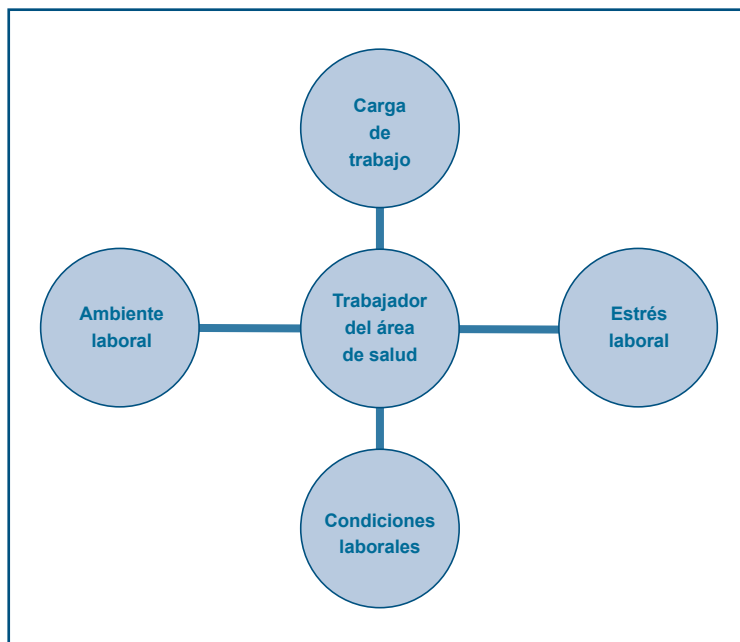 Carga
de
trabajo
Ambiente
laboral
Trabajador
del área
de salud
Estrés
laboral
Condiciones
laborales